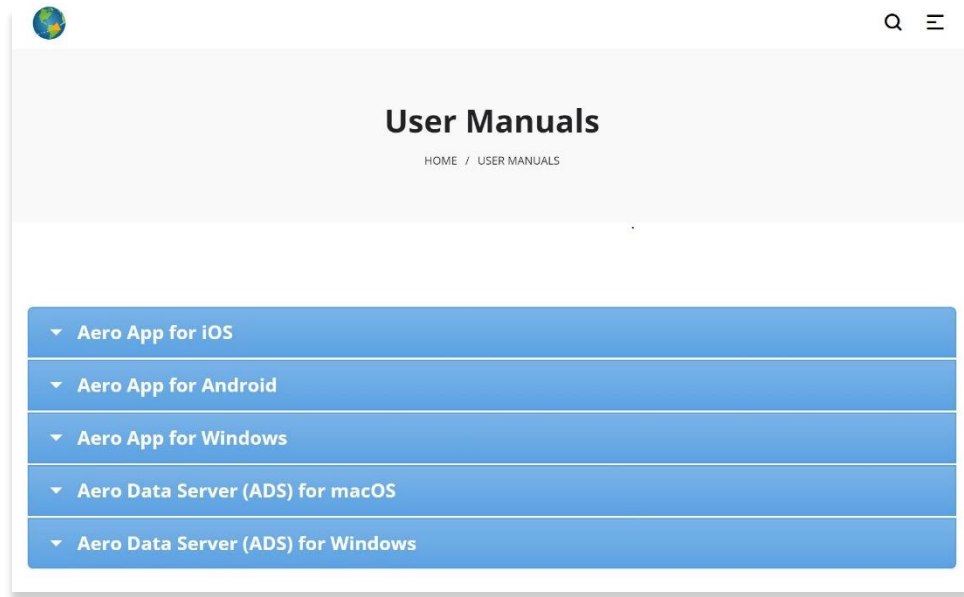 User Manuals
HOME / USER MANUALS
Aero App for iOS
Aero App for Android
Aero App for Windows
Aero Data Server (ADS) for macOS
Aero Data Server (ADS) for Windows